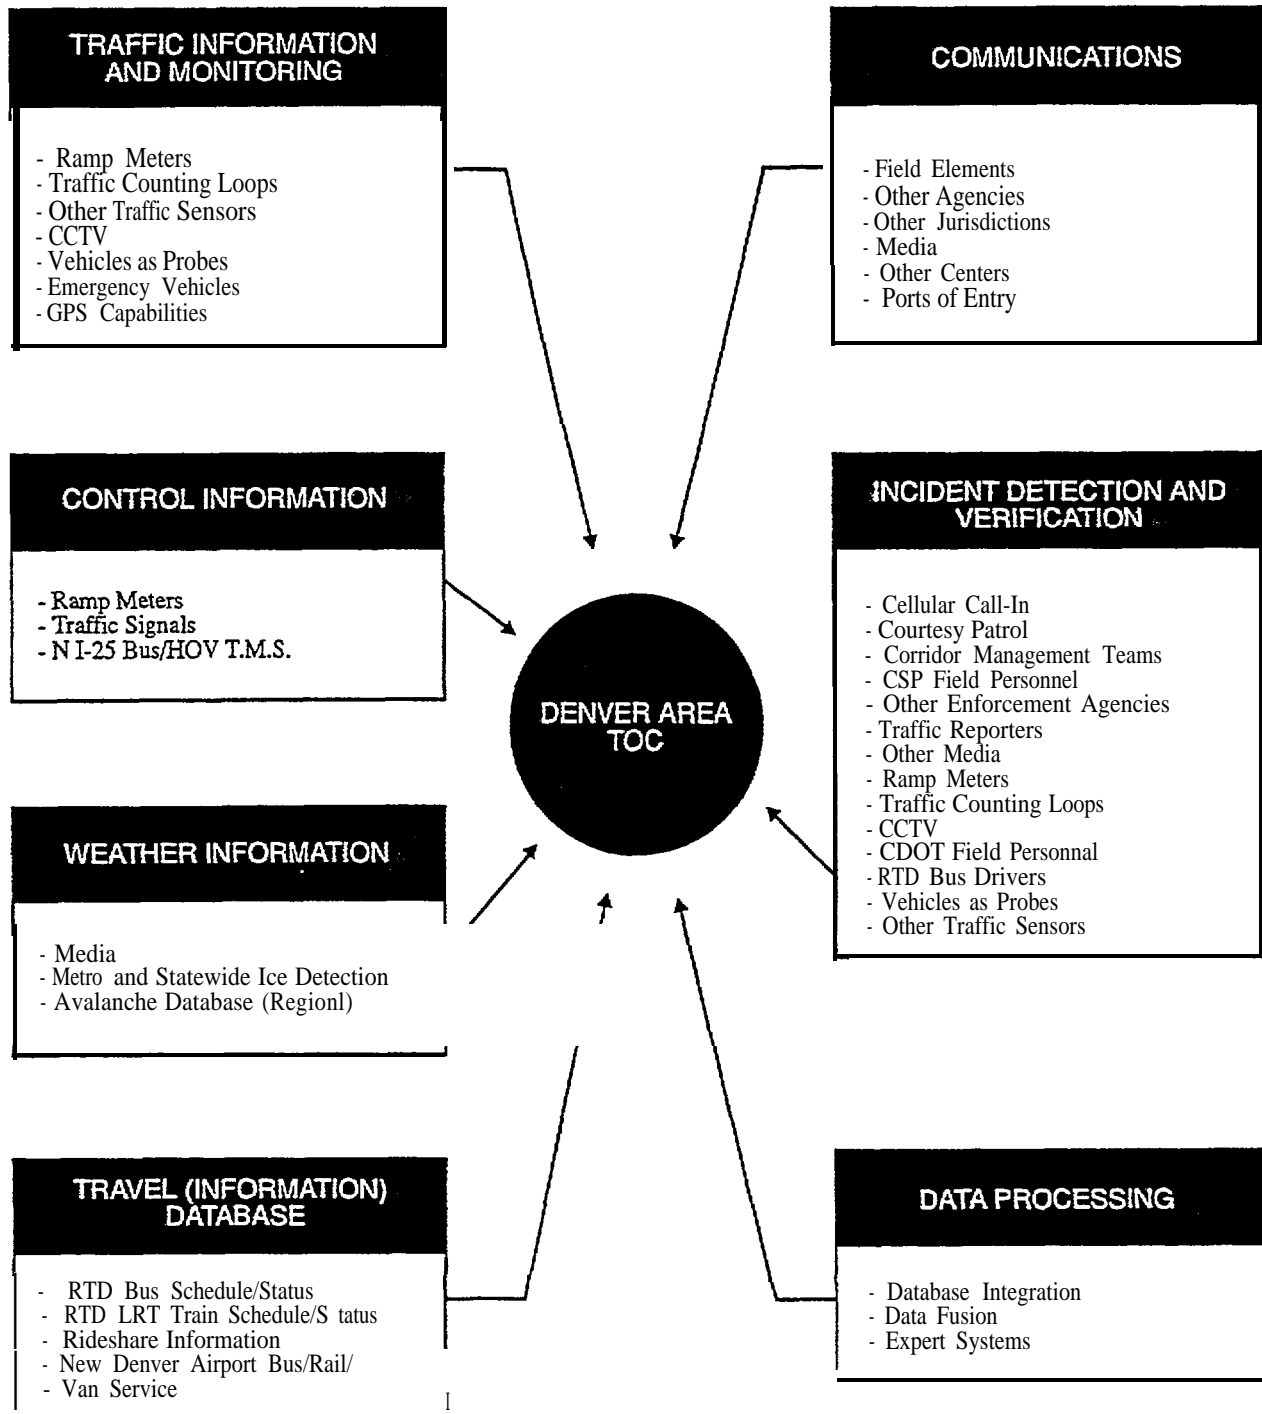 TRAFFIC INFORMATION
AND MONITORING
- Ramp Meters
- Traffic Counting Loops
- Other Traffic Sensors
- CCTV
- Vehicles as Probes
- Emergency Vehicles
- GPS Capabilities
COMMUNICATIONS
- Field Elements
- Other Agencies
- Other Jurisdictions
- Media
- Other Centers
- Ports of Entry
CONTROL INFORMATION
- Ramp Meters
- Traffic Signals
- N I-25 Bus/HOV T.M.S.
INCIDENT DETECTION AND
VERIFICATION
- Cellular Call-In
- Courtesy Patrol
- Corridor Management Teams
- CSP Field Personnel
- Other Enforcement Agencies
- Traffic Reporters
- Other Media
- Ramp Meters
- Traffic Counting Loops
- CCTV
- CDOT Field Personnal
- RTD Bus Drivers
- Vehicles as Probes
- Other Traffic Sensors
DENVER AREA
TOC
WEATHER INFORMATION
- Media
- Metro and Statewide Ice Detection
- Avalanche Database (Regionl)
TRAVEL (INFORMATION)
DATABASE
- RTD Bus Schedule/Status
- RTD LRT Train Schedule/S tatus
- Rideshare Information
- New Denver Airport Bus/Rail/
- Van Service
DATA PROCESSING
- Database Integration
- Data Fusion
- Expert Systems